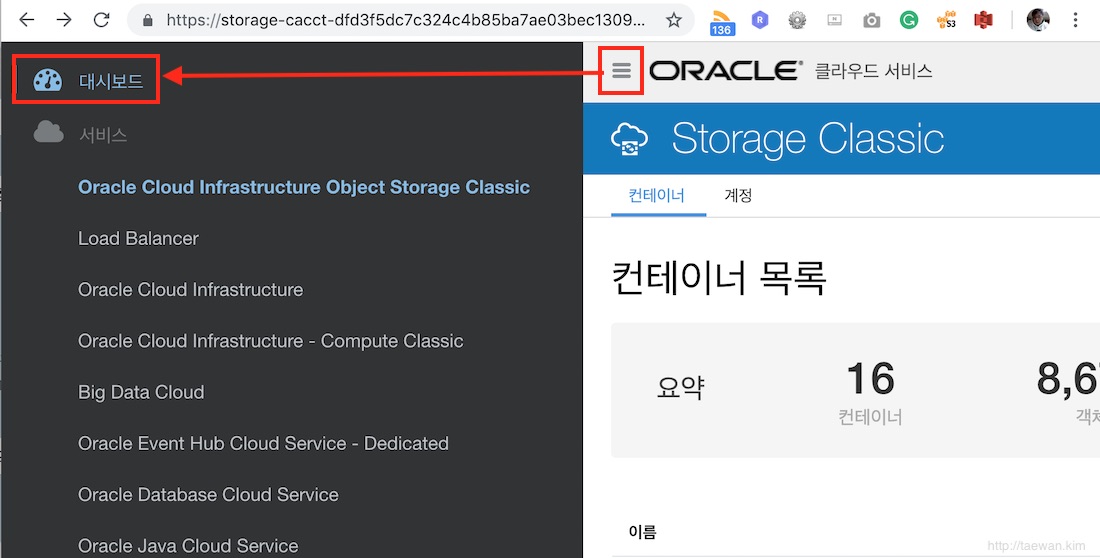 https://storage-cacct-dfd3f5dc7c324c4b85ba7ae03bec1309...
136
R
G
S3
대시보드
서비스
Oracle Cloud Infrastructure Object Storage Classic
Load Balancer
Oracle Cloud Infrastructure
Oracle Cloud Infrastructure - Compute Classic
Big Data Cloud
Oracle Event Hub Cloud Service - Dedicated
Oracle Database Cloud Service
Oracle Java Cloud Service
ORACLE® 클라우드 서비스
Storage Classic
컨테이너 계정
컨테이너 목록
요약
16
컨테이너
8,6
이름
http://taewan.kim